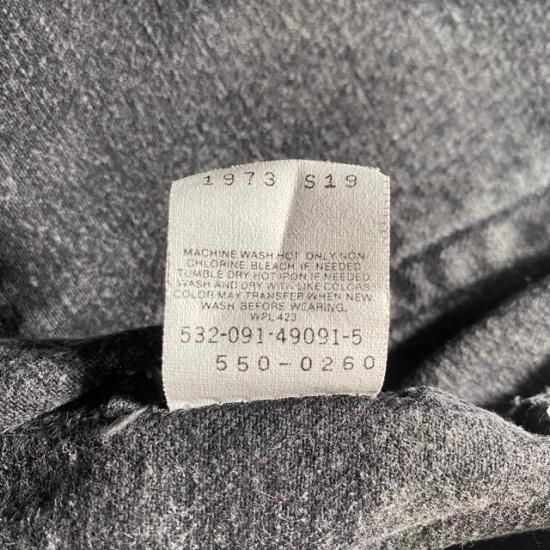 1973 S19
MACHINE WASH HOT ONLY NON
CHLORINE BLEACH IF NEEDED
TUMBLE DRY HOT IRON IF NEEDED
WASH AND DRY WITH LIKE COLORS
COLOR MAY TRANSFER WHEN NEW
WASH BEFORE WEARING.
WPL 423
532-091-49091-5
550-0260